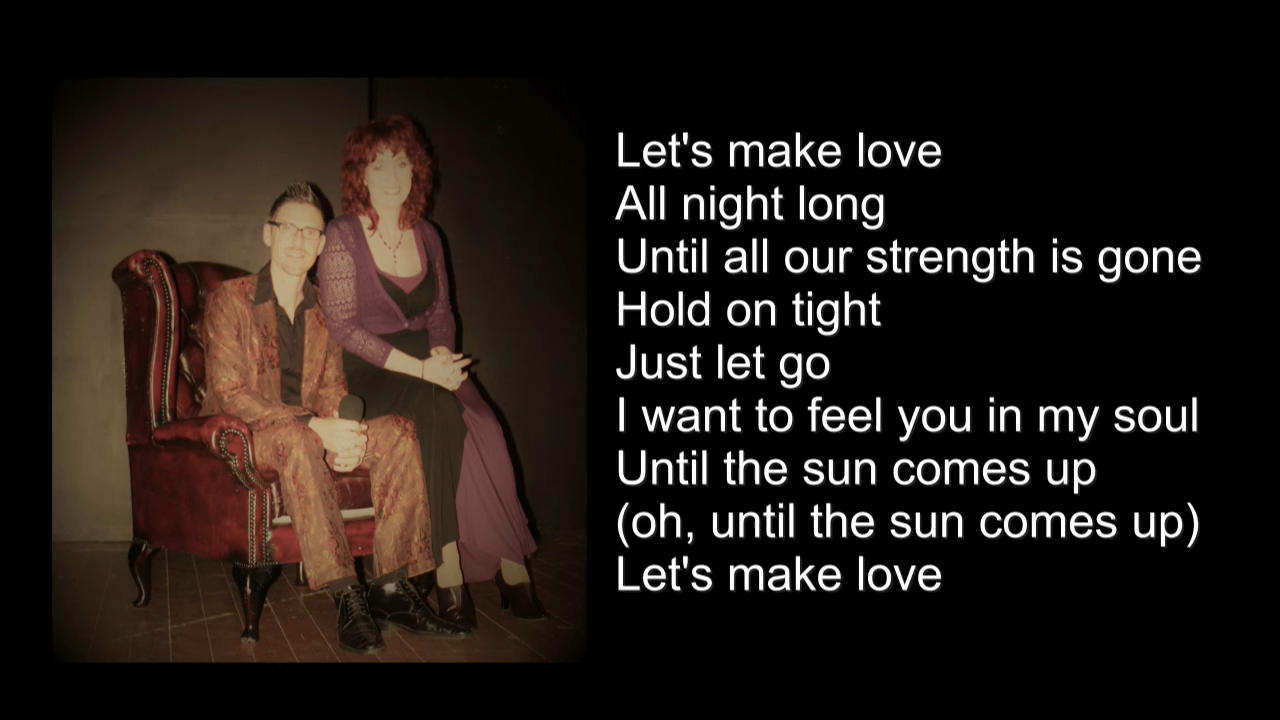 Let's make love
All night long
Until all our strength is gone
Hold on tight
Just let go
I want to feel you in my soul
Until the sun comes up
(oh, until the sun comes up)
Let's make love